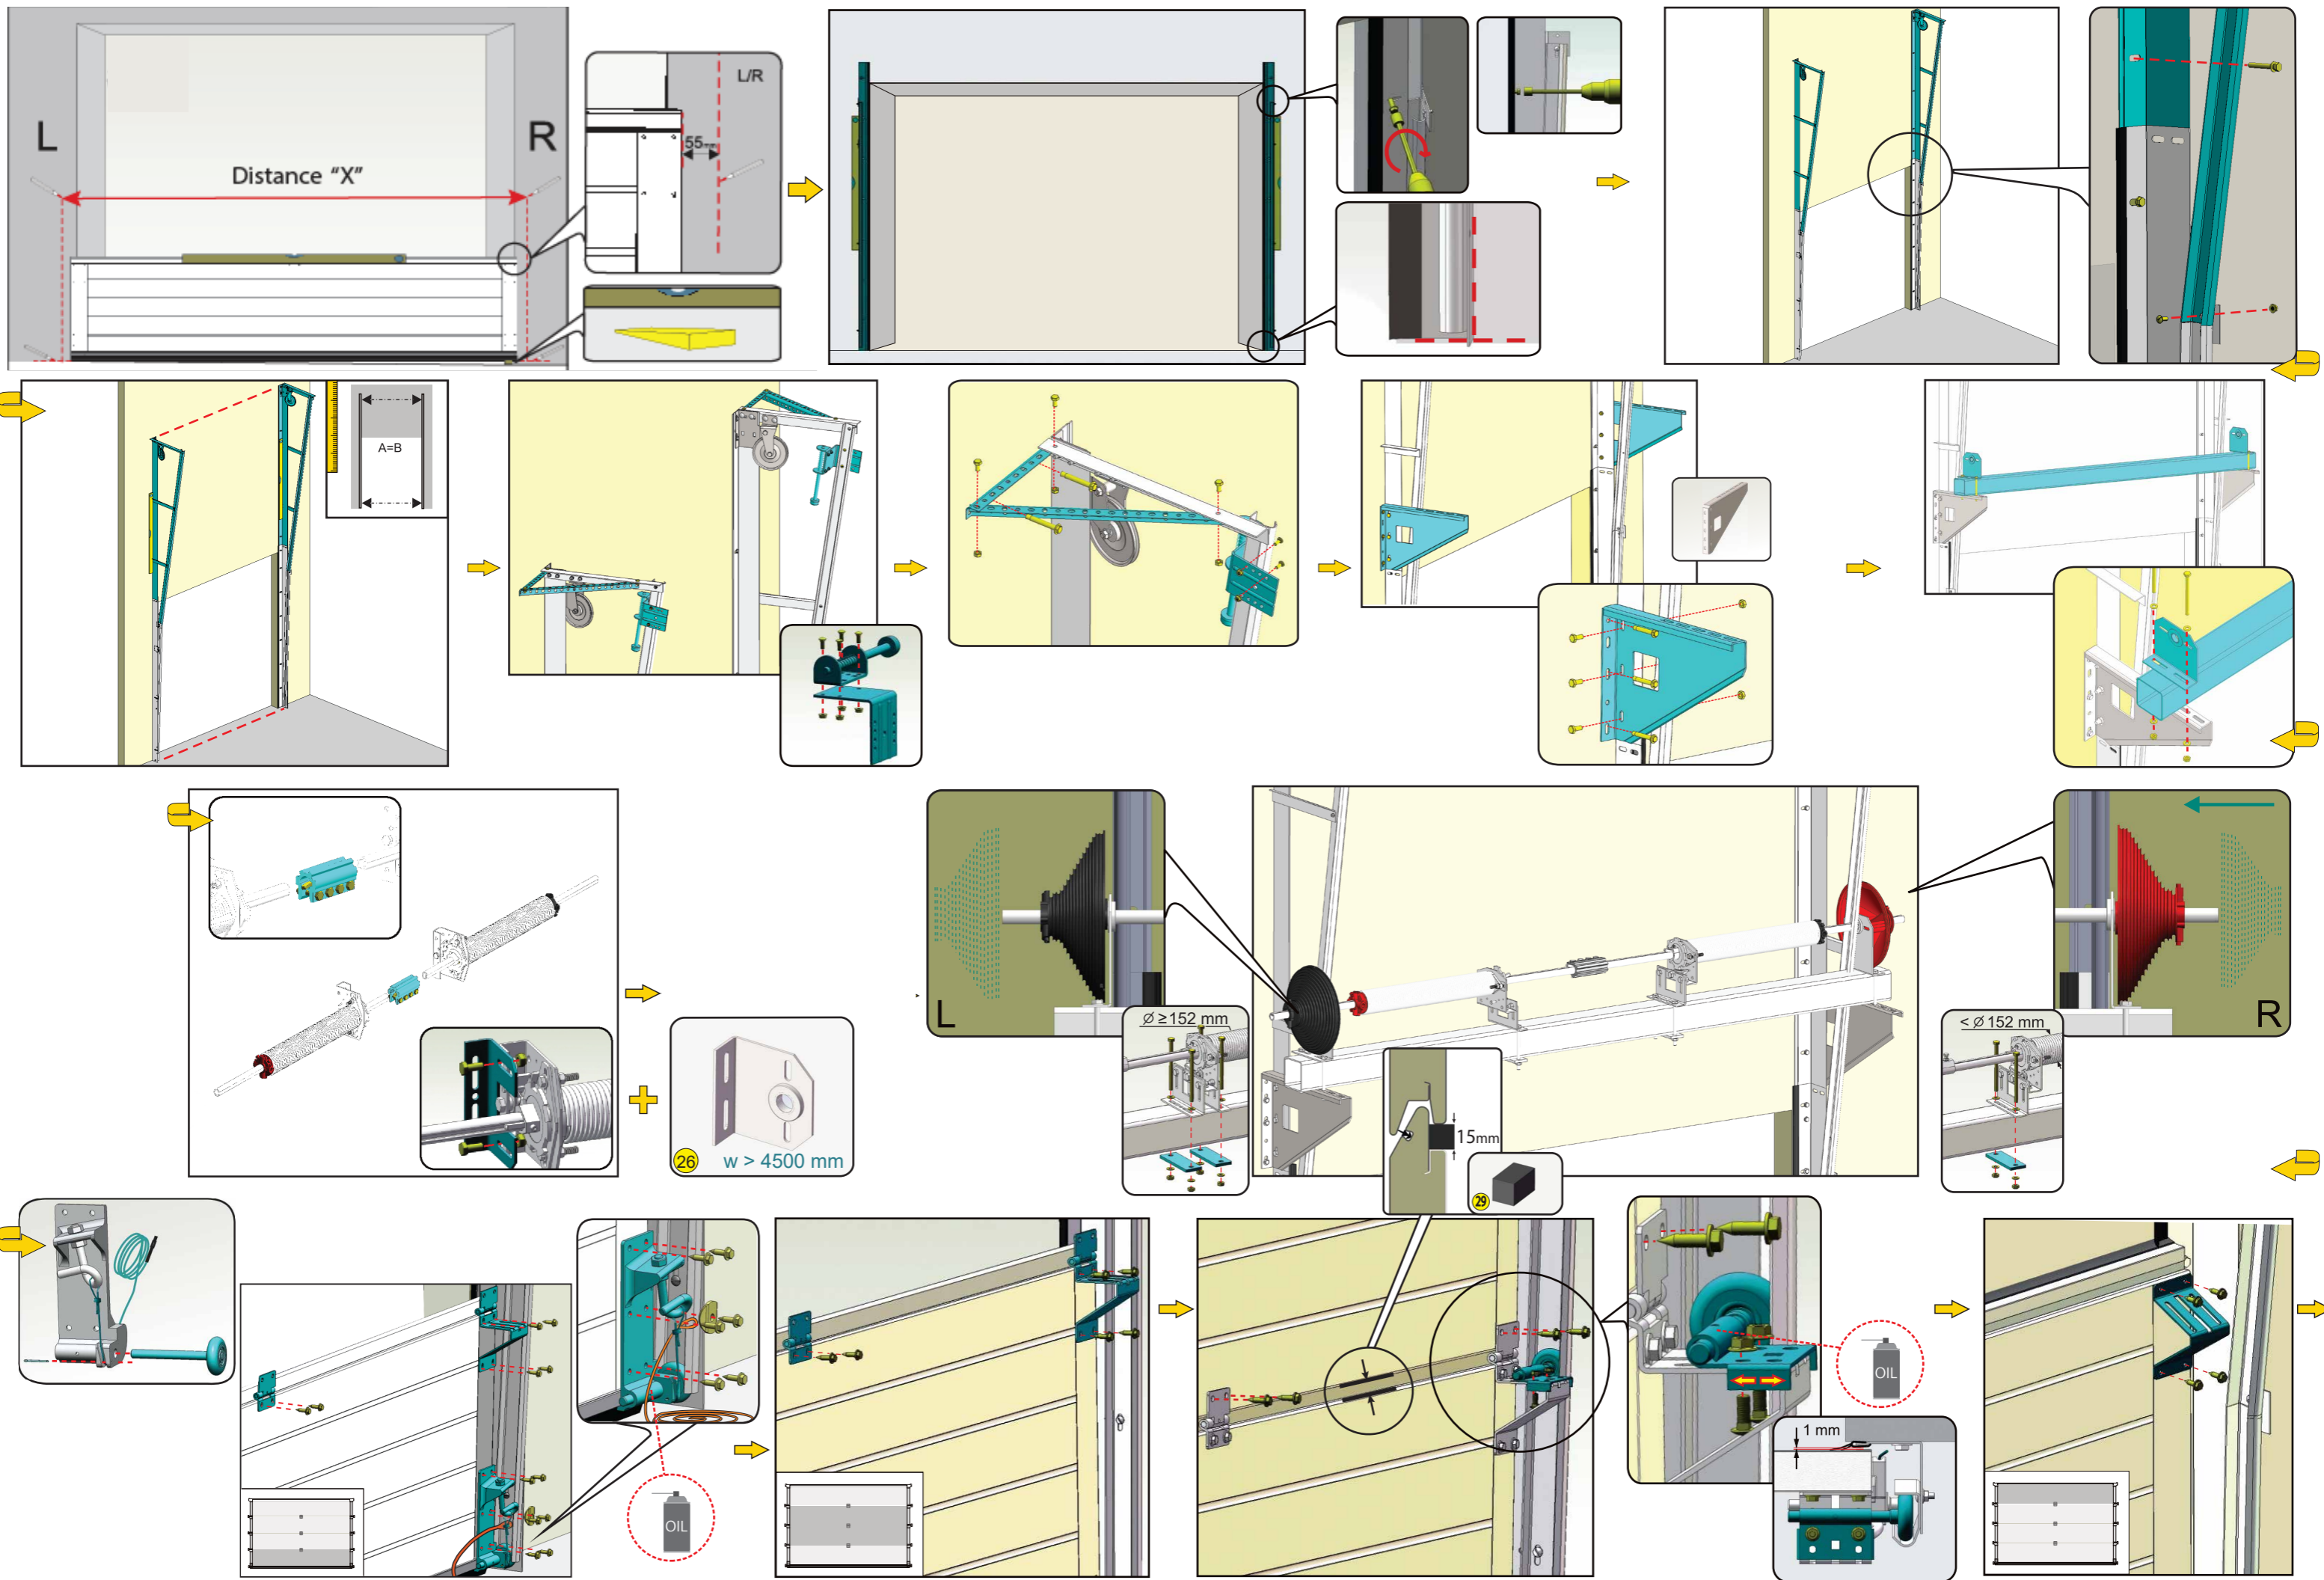 L
R
Distance “X”
L/R
55mm
A=B
26
w > 4500 mm
L
Ø ≥152 mm
15mm
29
< Ø 152 mm
R
OIL
OIL
1 mm